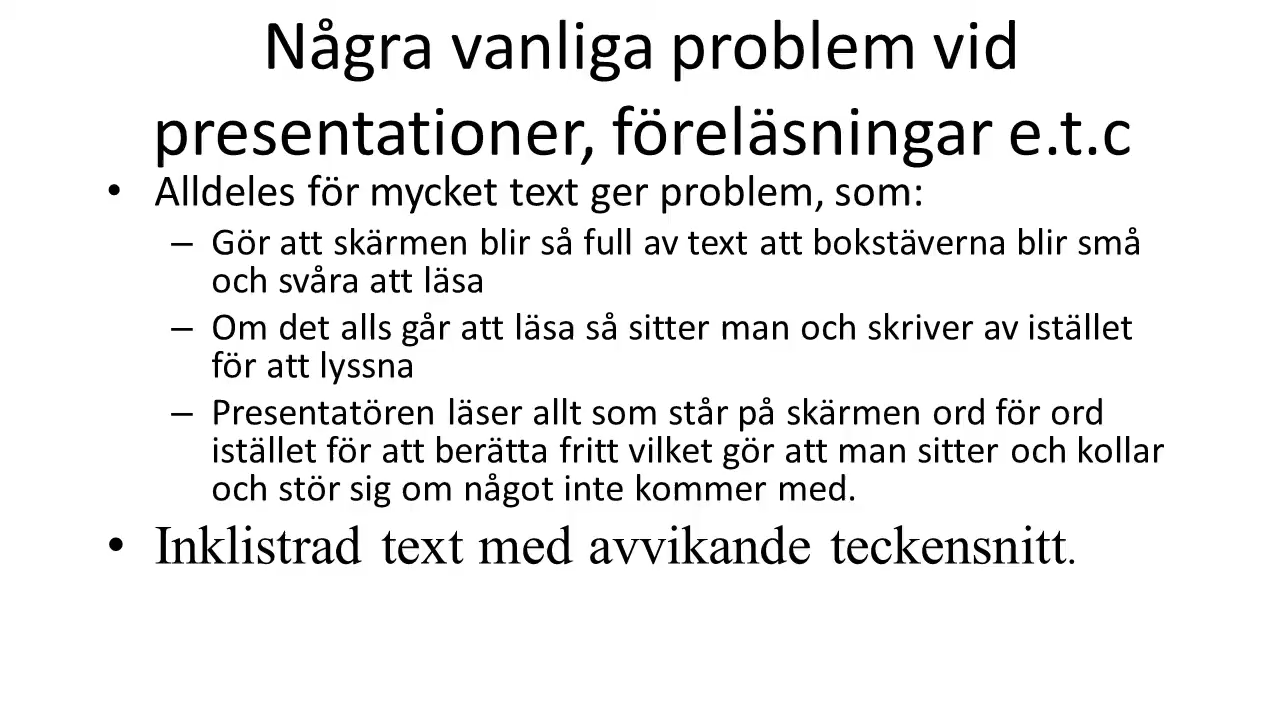 Några vanliga problem vid
presentationer, föreläsningar e.t.c
• Alldeles för mycket text ger problem, som:
– Gör att skärmen blir så full av text att bokstäverna blir små
och svåra att läsa
– Om det alls går att läsa så sitter man och skriver av istället
för att lyssna
– Presentatören läser allt som står på skärmen ord för ord
istället för att berätta fritt vilket gör att man sitter och kollar
och stör sig om något inte kommer med.
• Inklistrad text med avvikande teckensnitt.